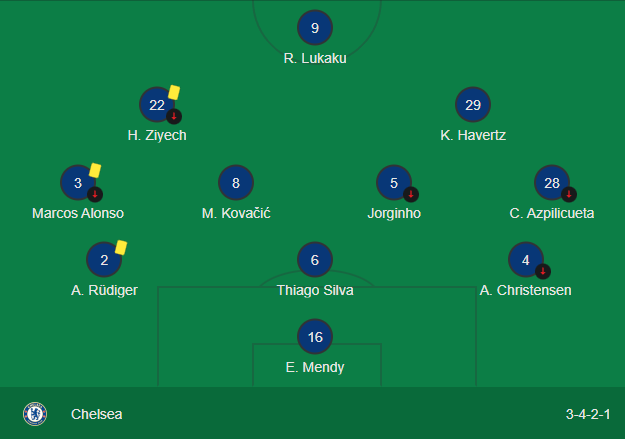 9
R. Lukaku
22
29
H. Ziyech
K. Havertz
3
8
5
28
Marcos Alonso
M. Kovačić
Jorginho
C. Azpilicueta
2
6
4
A. Rüdiger
Thiago Silva
A. Christensen
16
E. Mendy
Chelsea
3-4-2-1